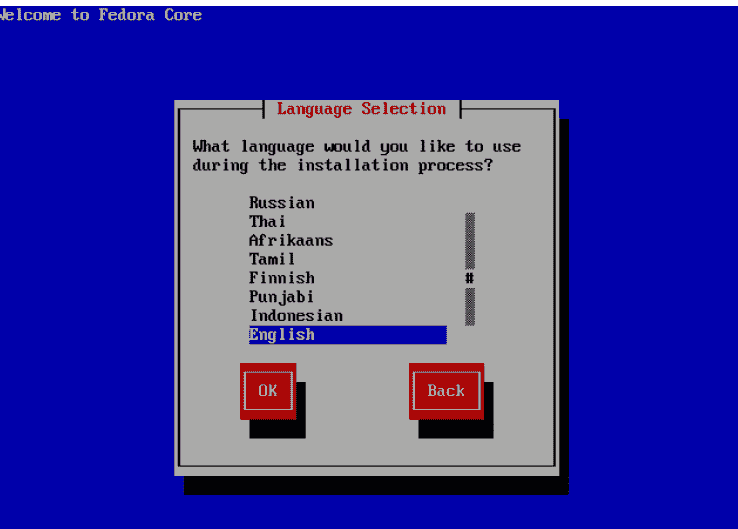 Welcome to Fedora Core
Language Selection
What language would you like to use
during the installation process?
Russian
Thai
Afrikaans
Tamil
Finnish #
Punjabi
Indonesian
English
OK Back